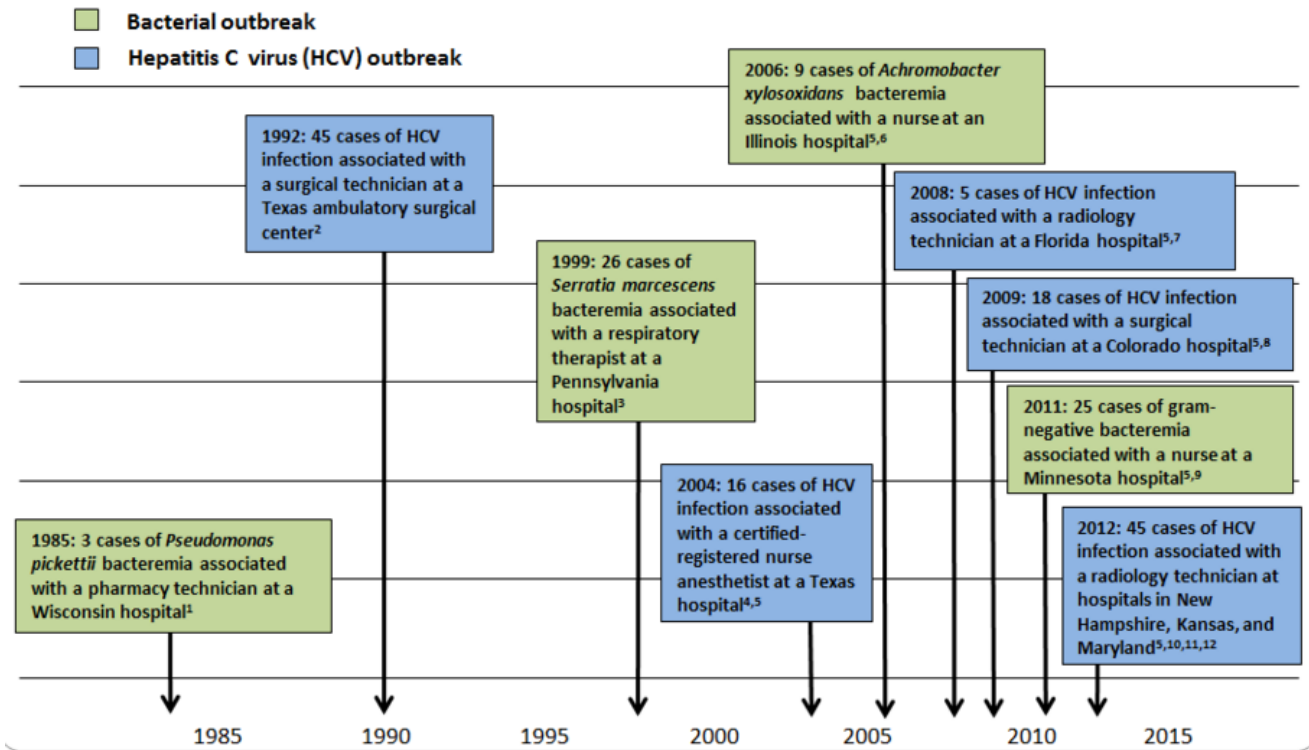 Bacterial outbreak
Hepatitis C virus (HCV) outbreak
2006: 9 cases of Achromobacter
xylosoxidans bacteremia
associated with a nurse at an
Illinois hospital5,6
1992: 45 cases of HCV
infection associated with
a surgical technician at a
Texas ambulatory surgical
center2
2008: 5 cases of HCV infection
associated with a radiology
technician at a Florida hospital5,7
1999: 26 cases of
Serratia marcescens
bacteremia associated
with a respiratory
therapist at a
Pennsylvania
hospital3
2009: 18 cases of HCV infection
associated with a surgical
technician at a Colorado hospital5,8
2011: 25 cases of gram-
negative bacteremia
associated with a nurse at a
Minnesota hospital5,9
2004: 16 cases of HCV
infection associated
with a certified-
registered nurse
anesthetist at a Texas
hospital4,5
1985: 3 cases of Pseudomonas
pickettii bacteremia associated
with a pharmacy technician at a
Wisconsin hospital1
2012: 45 cases of HCV
infection associated with
a radiology technician at
hospitals in New
Hampshire, Kansas, and
Maryland5,10,11,12
1985 1990 1995 2000 2005 2010 2015